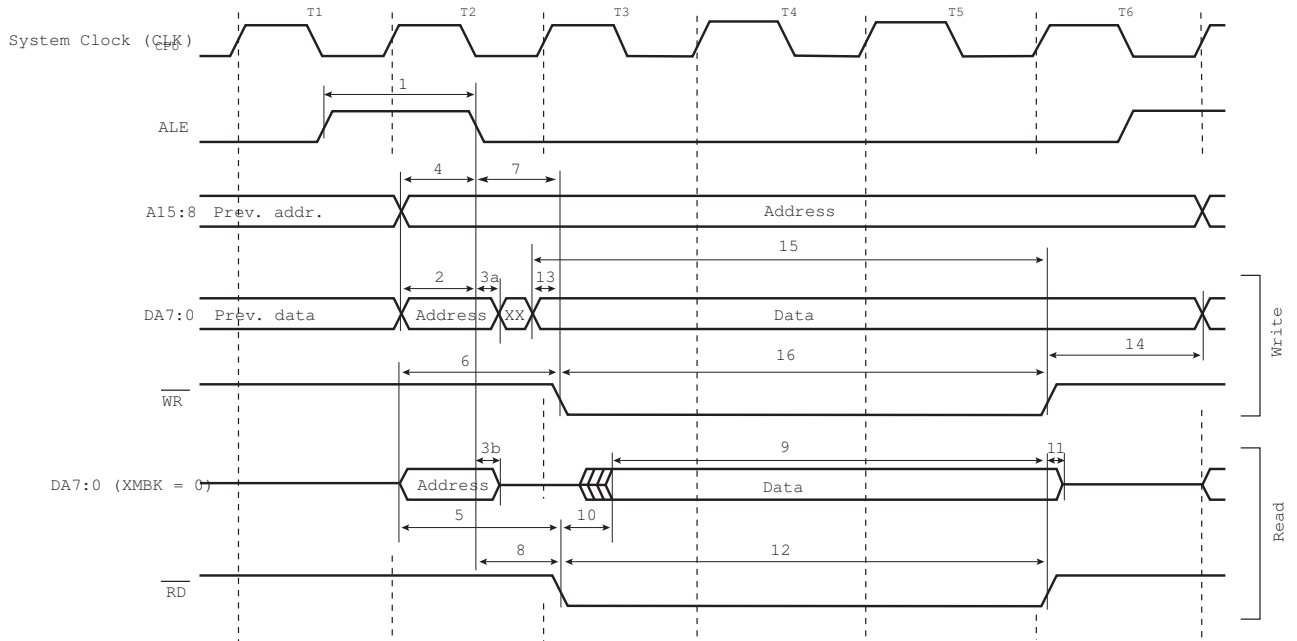 T1 T2 T3 T4 T5 T6
System Clock (CLKCPU)
1
ALE
4 7
A15:8 Prev. addr. Address
15
2 3a 13
DA7:0 Prev. data Address XX Data
14
6 16
WR
Write
3b 9 11
DA7:0 (XMBK = 0) Address Data
5 10
8 12
RD
Read